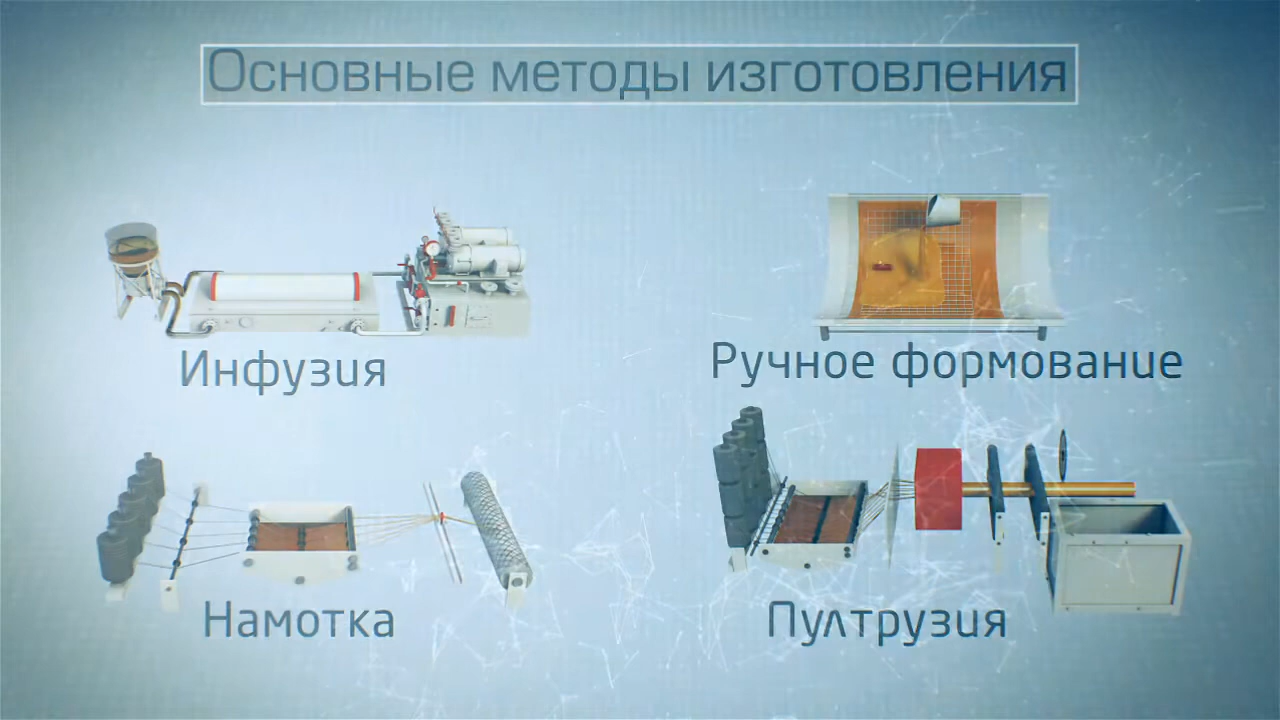 Основные методы изготовления
Инфузия
Ручное формование
Намотка
Пултрузия